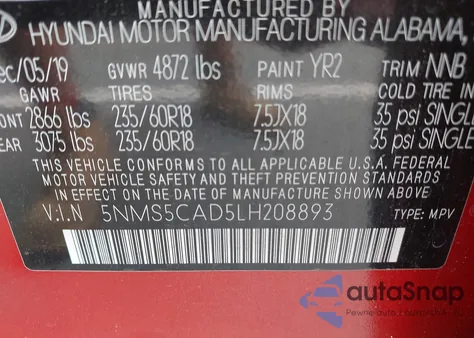 MANUFACTURED BY
HYUNDAI MOTOR MANUFACTURING ALABAMA,
ec/05/19 GVWR 4872 lbs PAINT YR2 TRIM NNB
GAWR TIRES RIMS COLD TIRE IN
ONT 2866 lbs 235/60R18 7.5JX18 35 psi SINGLE
EAR 3075 lbs 235/60R18 7.5JX18 35 psi SINGLE
THIS VEHICLE CONFORMS TO ALL APPLICABLE U.S.A. FEDERAL
MOTOR VEHICLE SAFETY AND THEFT PREVENTION STANDARDS
IN EFFECT ON THE DATE OF MANUFACTURE SHOWN ABOVE.
V.I.N 5NMS5CAD5LH208893 TYPE: MPV
autoSnap
Pewne auto z